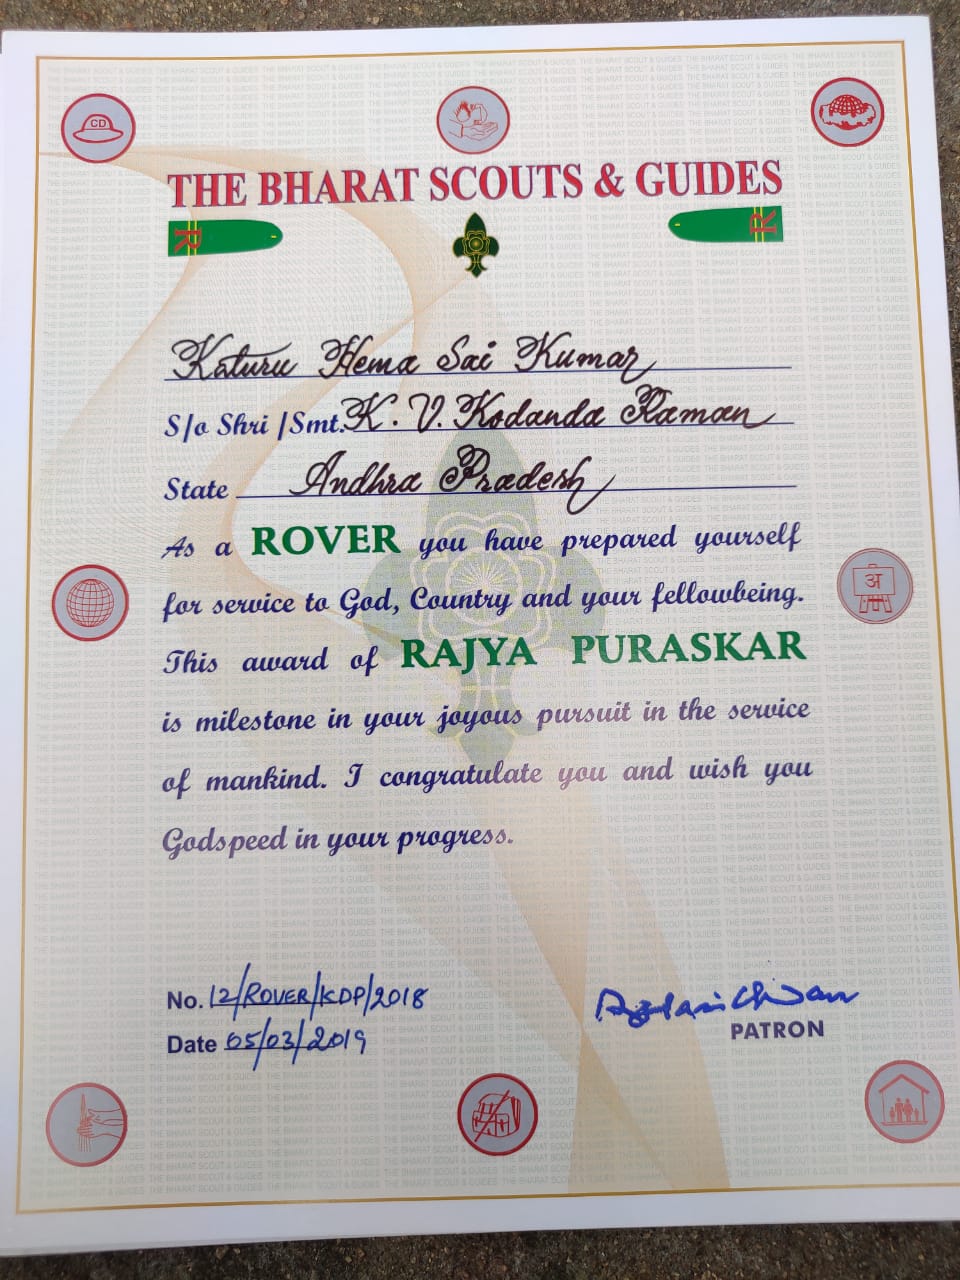 CD
THE BHARAT SCOUTS & GUIDES
R R
Katuru Hema Sai Kumar
S/o Shri /Smt. K. V. Kodanda Raman
State Andhra Pradesh
As a ROVER you have prepared yourself
for service to God, Country and your fellowbeing.
अ
This award of RAJYA PURASKAR
is milestone in your joyous pursuit in the service
of mankind. I congratulate you and wish you
Godspeed in your progress.
No. 12/ROVER/KDP/2018
Date 05/03/2019
PATRON